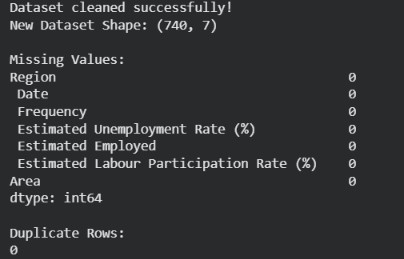 Dataset cleaned successfully!
New Dataset Shape: (740, 7)
Missing Values:
Region 0
Date 0
Frequency 0
Estimated Unemployment Rate (%) 0
Estimated Employed 0
Estimated Labour Participation Rate (%) 0
Area 0
dtype: int64
Duplicate Rows:
0